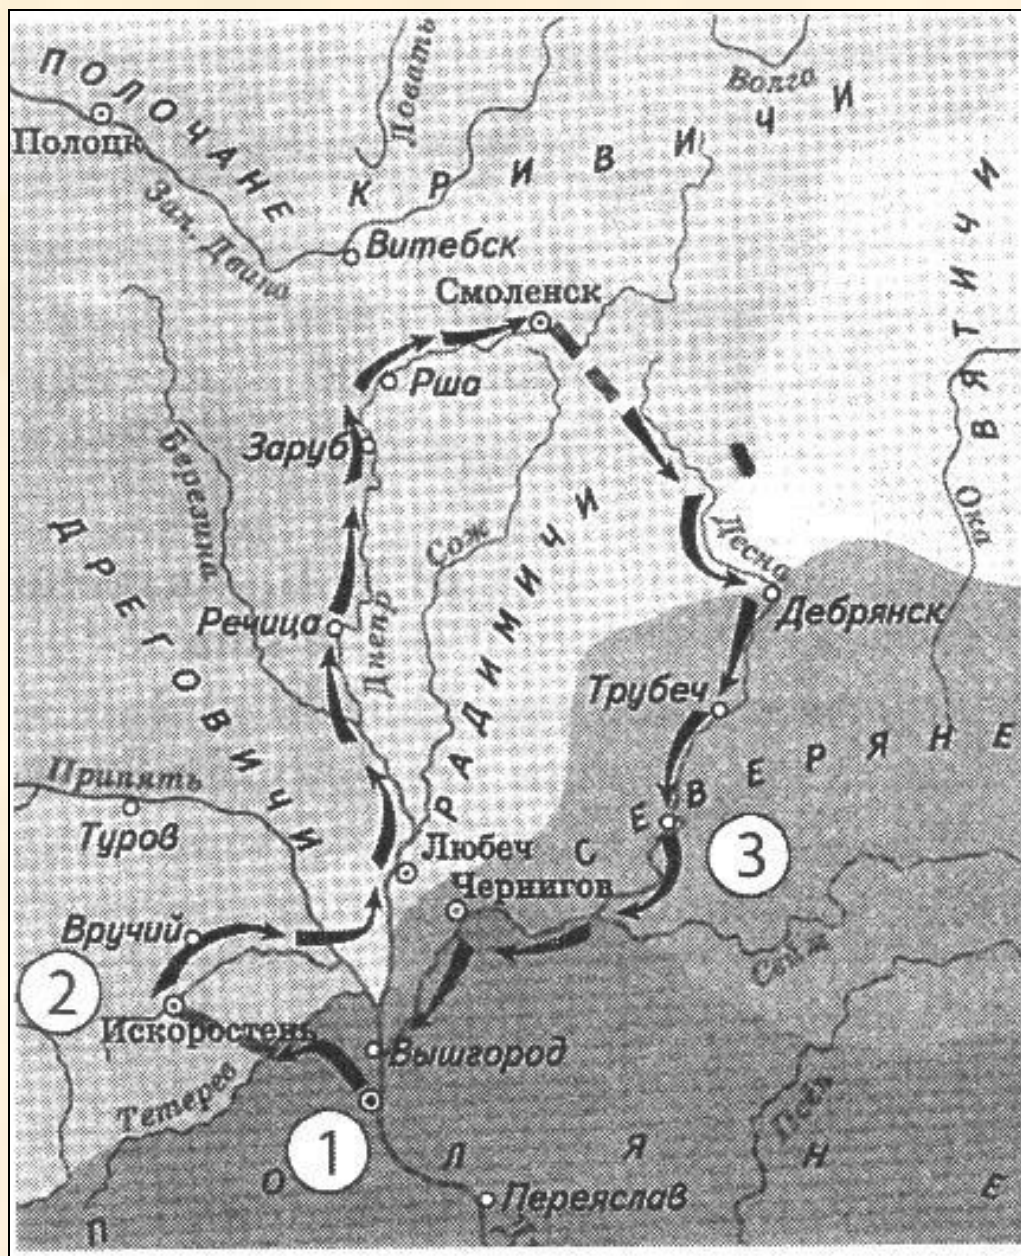 ПОЛОЧАНЕ
Полоцк
Ловать
Волга
КРИВИЧИ
Зап. Двина
Витебск
Смоленск
ВЯТИЧИ
Рша
Заруб
Березина
Сож
Десна
Ока
ДРЕГОВИЧИ
Речица
Днепр
РАДИМИЧИ
Дебрянск
Трубеч
СЕВЕРЯНЕ
Припять
Туров
Любеч
Чернигов
3
Вручий
Сейм
2
Искоростень
Вышгород
Тетерев
Псёл
1
ПОЛЯНЕ
Переяслав